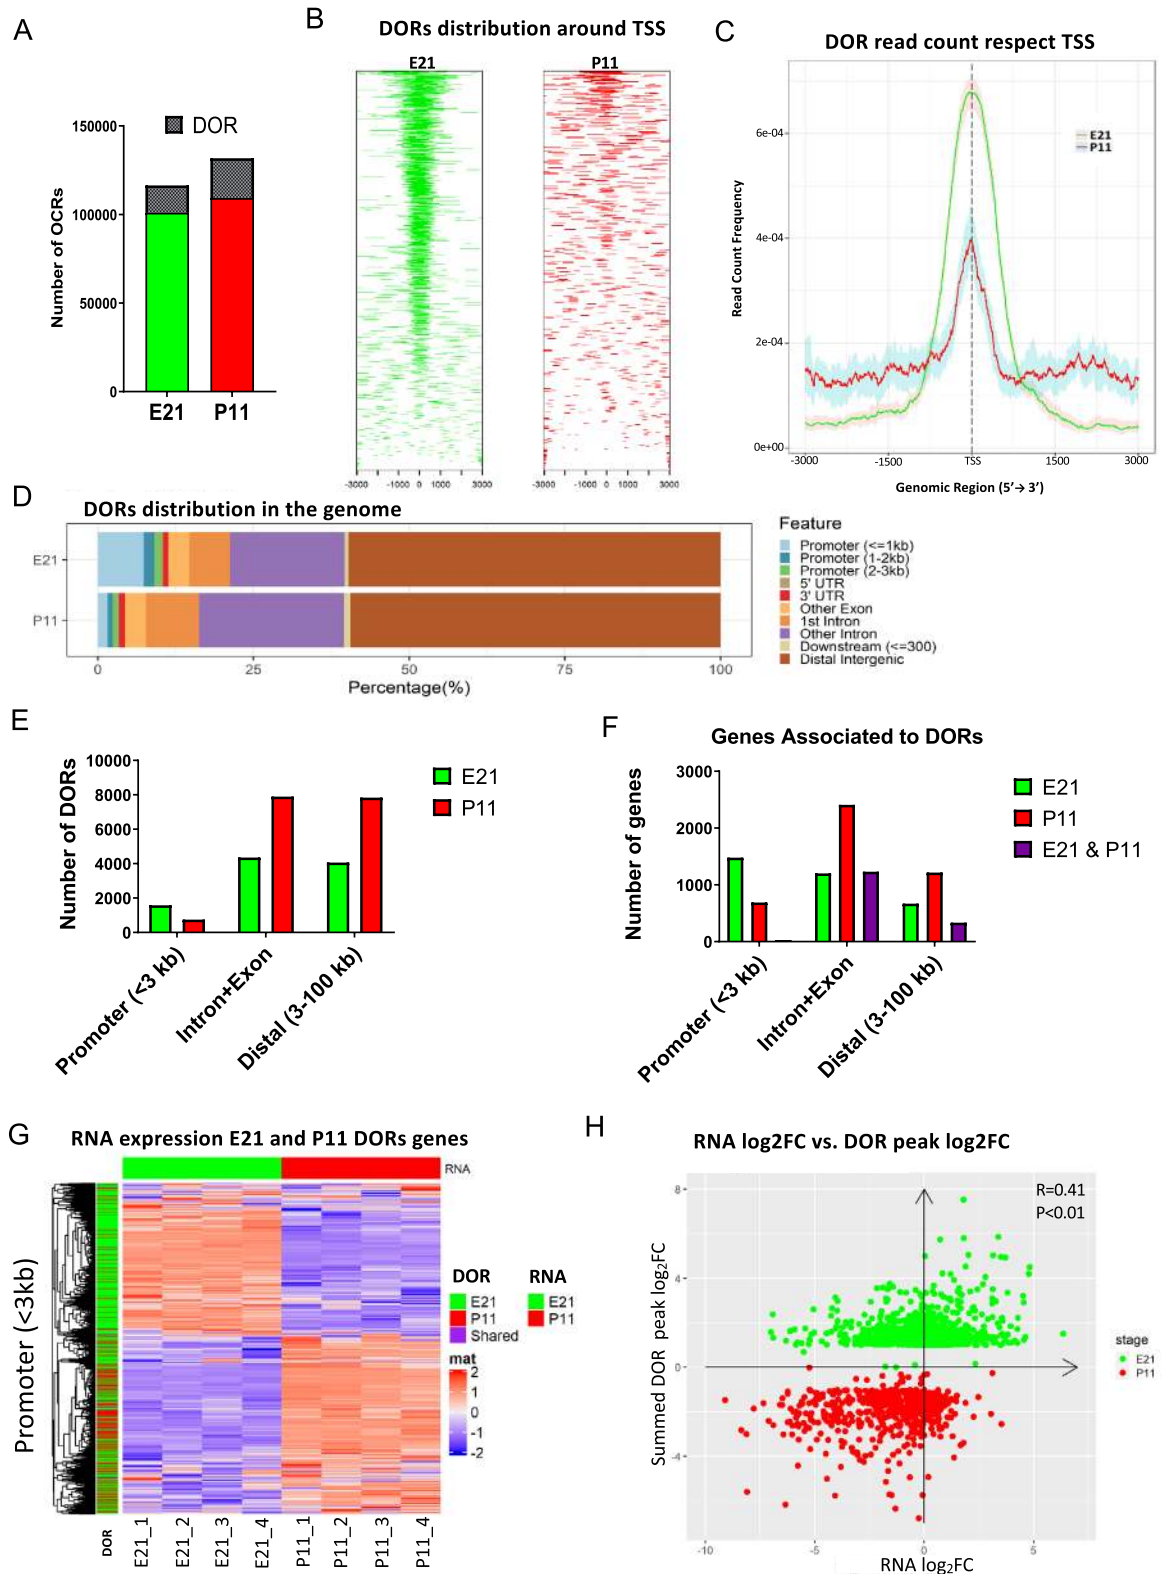 A
DOR
150000
100000
50000
0
Number of OCRs
E21
P11
B
DORs distribution around TSS
E21
P11
-3000
-1000
0
1000
3000
-3000
-1000
0
1000
3000
C
DOR read count respect TSS
6e-04
4e-04
2e-04
0e+00
Read Count Frequency
E21
P11
-3000
-1500
TSS
1500
3000
Genomic Region (5'→ 3')
D
DORs distribution in the genome
E21
P11
0
25
50
75
100
Percentage(%)
Feature
Promoter (<=1kb)
Promoter (1-2kb)
Promoter (2-3kb)
5' UTR
3' UTR
Other Exon
1st Intron
Other Intron
Downstream (<=300)
Distal Intergenic
E
10000
8000
6000
4000
2000
0
Number of DORs
E21
P11
Promoter (<3 kb)
Intron+Exon
Distal (3-100 kb)
F
Genes Associated to DORs
3000
2000
1000
0
Number of genes
E21
P11
E21 & P11
Promoter (<3 kb)
Intron+Exon
Distal (3-100 kb)
G
RNA expression E21 and P11 DORs genes
RNA
Promoter (<3kb)
DOR
E21
P11
Shared
RNA
E21
P11
mat
2
1
0
-1
-2
DOR
E21_1
E21_2
E21_3
E21_4
P11_1
P11_2
P11_3
P11_4
H
RNA log2FC vs. DOR peak log2FC
R=0.41
P<0.01
8
4
0
-4
Summed DOR peak log₂FC
stage
E21
P11
-10
-5
0
5
RNA log₂FC